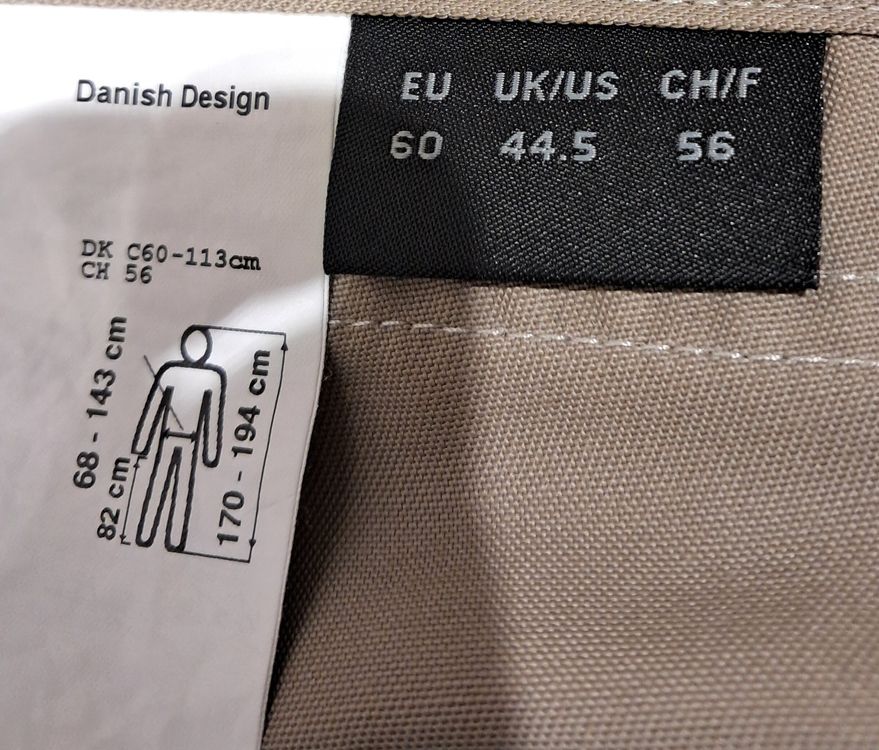 Danish Design
DK C60-113cm
CH 56
68 - 143 cm
82 cm
170 - 194 cm
EU UK/US CH/F
60 44.5 56